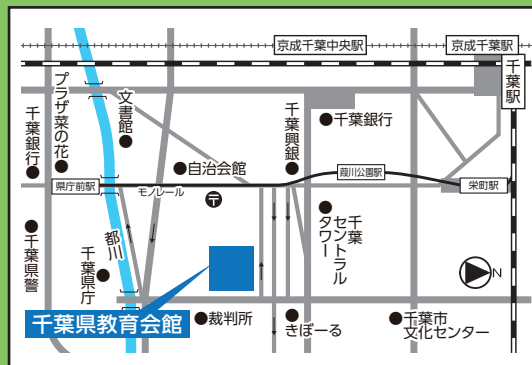 京成千葉中央駅
京成千葉駅
千葉駅
プラザ菜の花
文書館
千葉銀行
千葉興銀
千葉銀行
自治会館
葭川公園駅
県庁前駅
モノレール
栄町駅
〒
千葉県警
千葉県庁
都川
千葉
セントラル
タワー
N
千葉県教育会館
裁判所
きぼーる
千葉市
文化センター